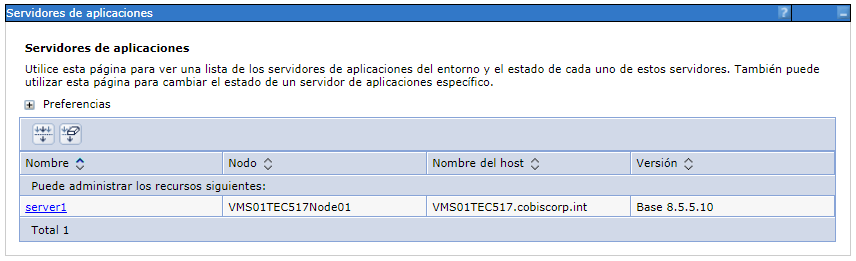 Servidores de aplicaciones
?
Servidores de aplicaciones
Utilice esta página para ver una lista de los servidores de aplicaciones del entorno y el estado de cada uno de estos servidores. También puede
utilizar esta página para cambiar el estado de un servidor de aplicaciones específico.
Preferencias
Nombre Nodo Nombre del host Versión
Puede administrar los recursos siguientes:
server1 VMS01TEC517Node01 VMS01TEC517.cobiscorp.int Base 8.5.5.10
Total 1